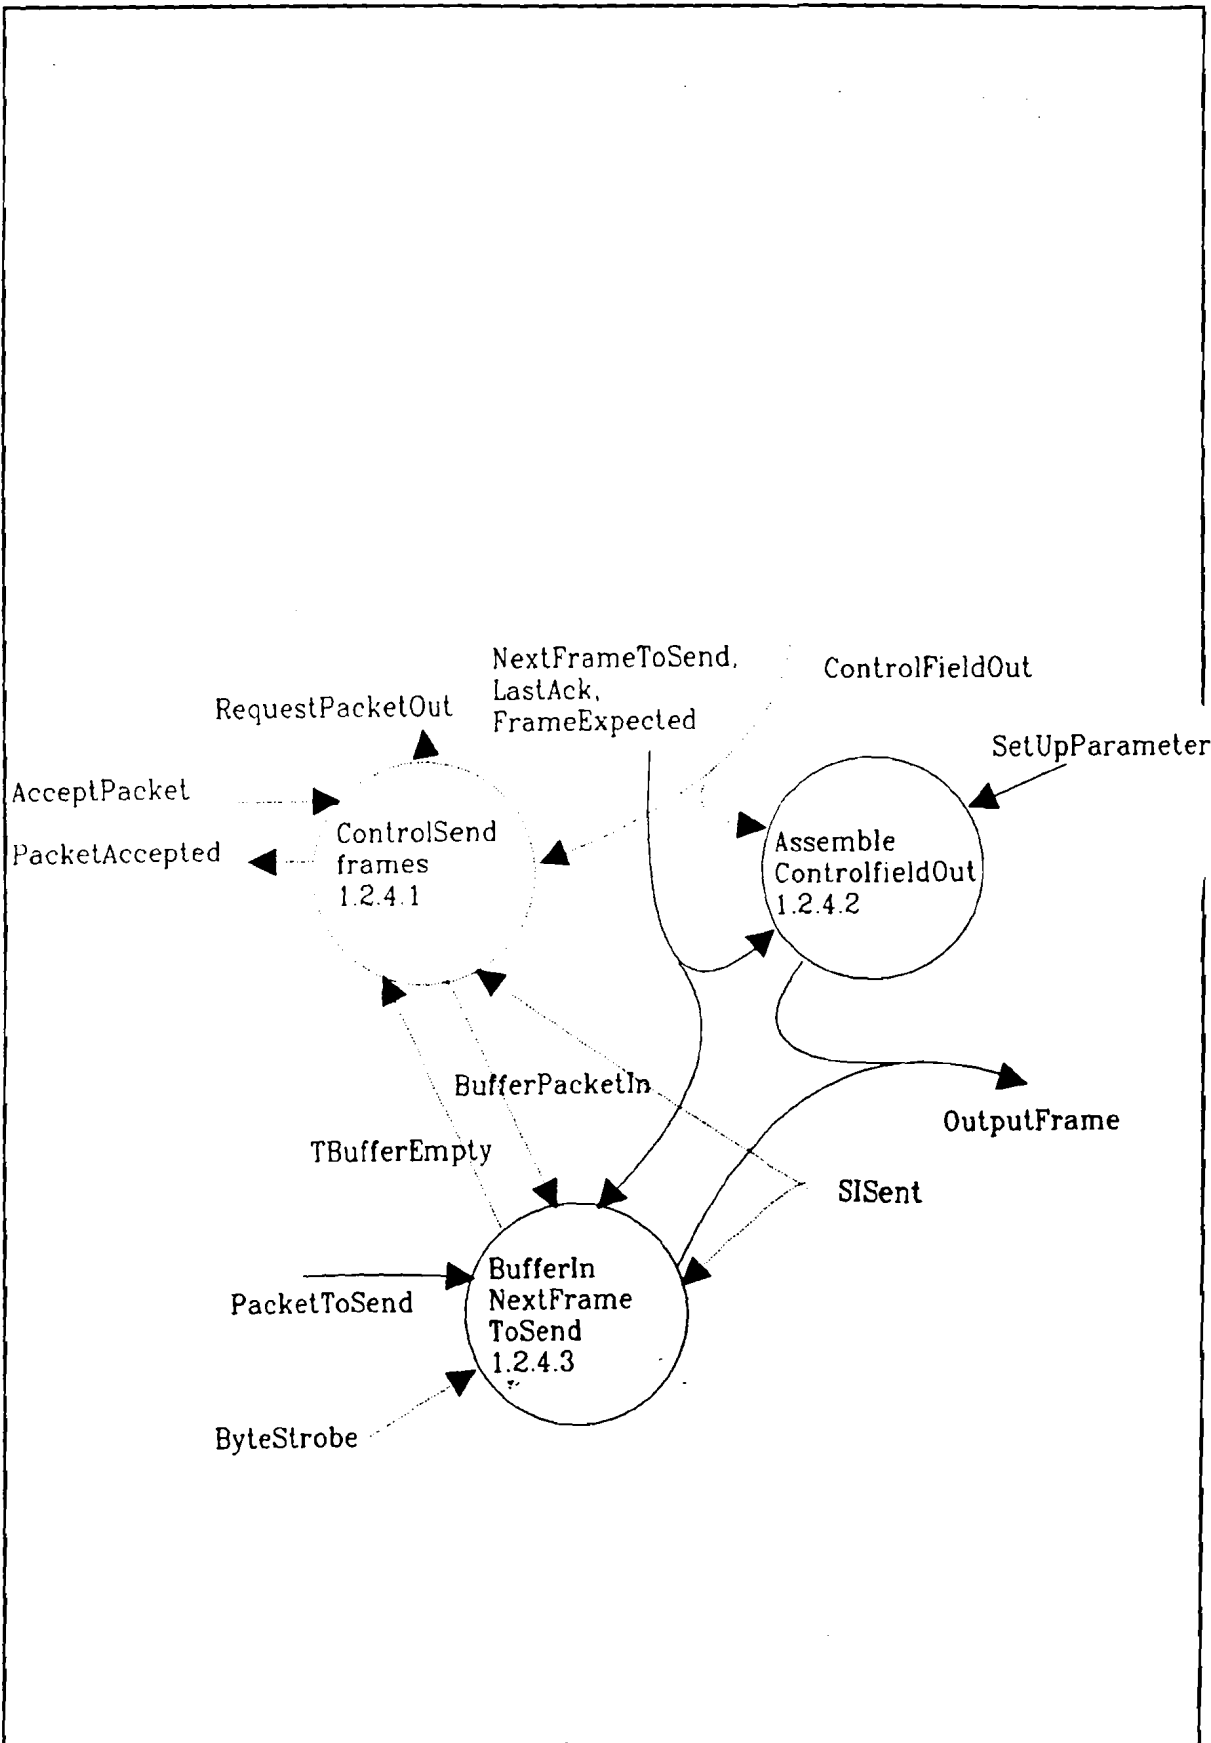 NextFrameToSend,
LastAck,
FrameExpected
ControlFieldOut
RequestPacketOut
SetUpParameter
AcceptPacket
PacketAccepted
ControlSend
frames
1.2.4.1
Assemble
ControlfieldOut
1.2.4.2
BufferPacketIn
OutputFrame
TBufferEmpty
SISent
BufferIn
NextFrame
ToSend
1.2.4.3
PacketToSend
ByteStrobe